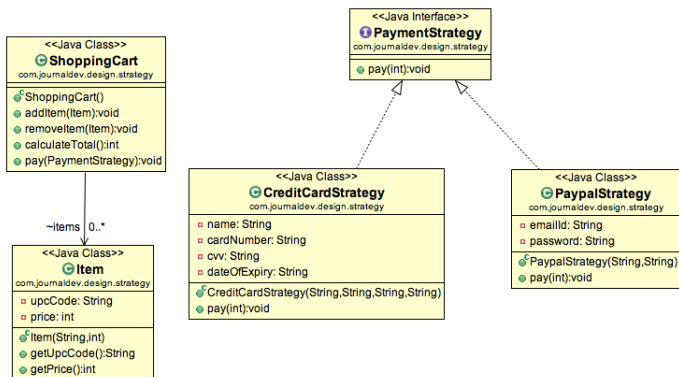 <<Java Class>>
ShoppingCart
com.journaldev.design.strategy
ShoppingCart()
addItem(Item):void
removeItem(Item):void
calculateTotal():int
pay(PaymentStrategy):void
~items 0..*
<<Java Class>>
Item
com.journaldev.design.strategy
upcCode: String
price: int
Item(String,int)
getUpcCode():String
getPrice():int
<<Java Interface>>
PaymentStrategy
com.journaldev.design.strategy
pay(int):void
<<Java Class>>
CreditCardStrategy
com.journaldev.design.strategy
name: String
cardNumber: String
cvv: String
dateOfExpiry: String
CreditCardStrategy(String,String,String,String)
pay(int):void
<<Java Class>>
PaypalStrategy
com.journaldev.design.strategy
emailId: String
password: String
PaypalStrategy(String,String)
pay(int):void